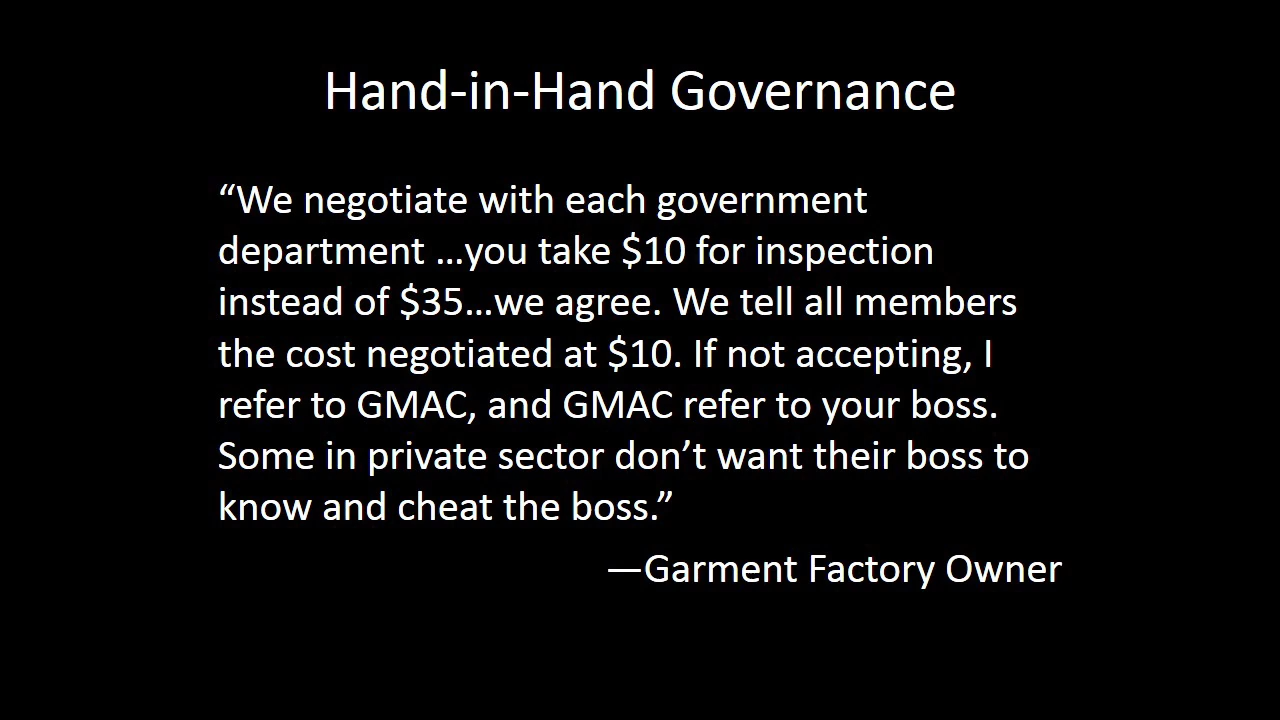 Hand-in-Hand Governance
“We negotiate with each government
department …you take $10 for inspection
instead of $35…we agree. We tell all members
the cost negotiated at $10. If not accepting, I
refer to GMAC, and GMAC refer to your boss.
Some in private sector don’t want their boss to
know and cheat the boss.”
—Garment Factory Owner